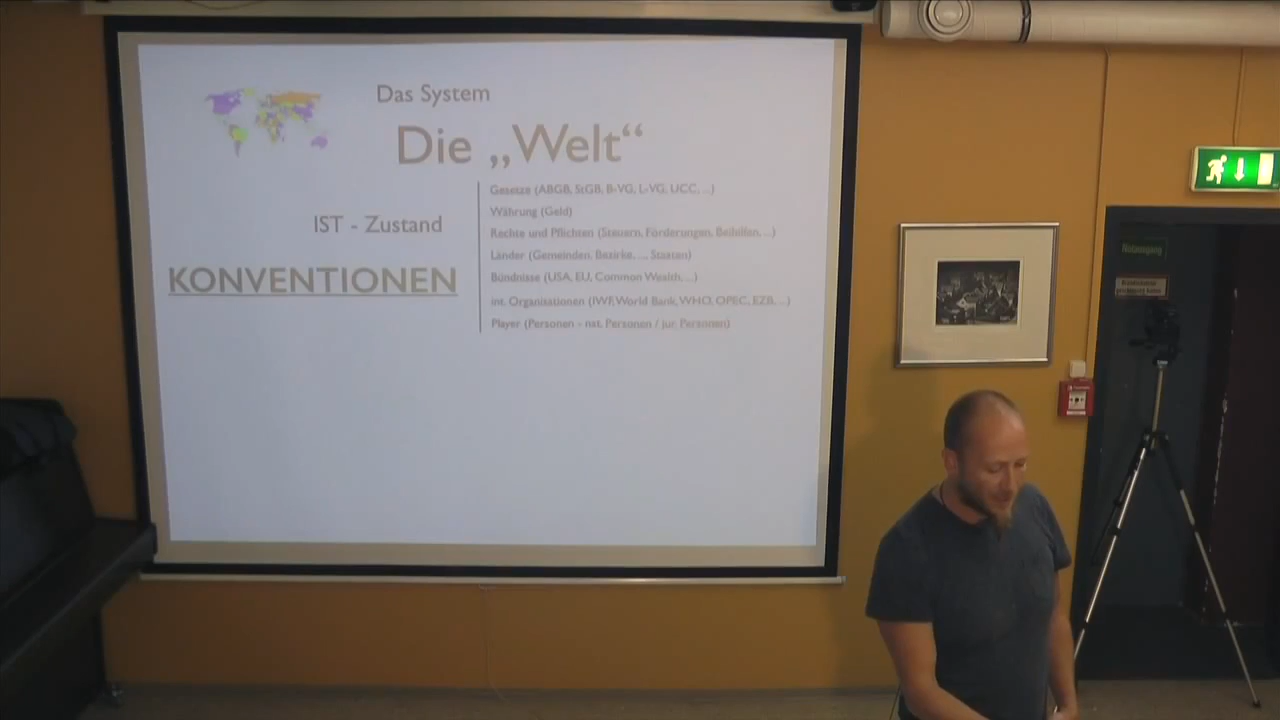 Das System
Die „Welt“
IST - Zustand
KONVENTIONEN
Gesetze (ABGB, StGB, B-VG, L-VG, UCC, ...)
Währung (Geld)
Rechte und Pflichten (Steuern, Förderungen, Beihilfen, ...)
Länder (Gemeinden, Bezirke, ..., Staaten)
Bündnisse (USA, EU, Common Wealth, ...)
int. Organisationen (IWF, World Bank, WHO, OPEC, EZB, ...)
Player (Personen - nat. Personen / jur. Personen)
Notausgang